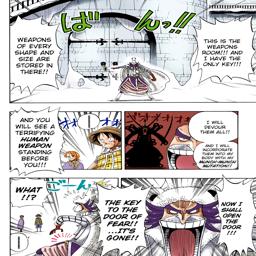 ばーん!!
THIS IS THE
WEAPONS
ROOM!!! AND
I HAVE THE
ONLY KEY!!!
WEAPONS
OF EVERY
SHAPE AND
SIZE ARE
STORED IN
THERE!!
I WILL
DEVOUR
THEM ALL!!
AND I WILL
INCORPORATE
THEM INTO MY
BODY WITH MY
MUNCH-MUNCH
MUTATION!!
AND YOU
WILL SEE A
TERRIFYING
HUMAN
WEAPON
STANDING
BEFORE
YOU!!!
NOW I
SHALL
OPEN
THE
DOOR
!!!
THE KEY
TO THE
DOOR OF
FEAR!!
...IT'S
GONE!!
WHAT
!!?